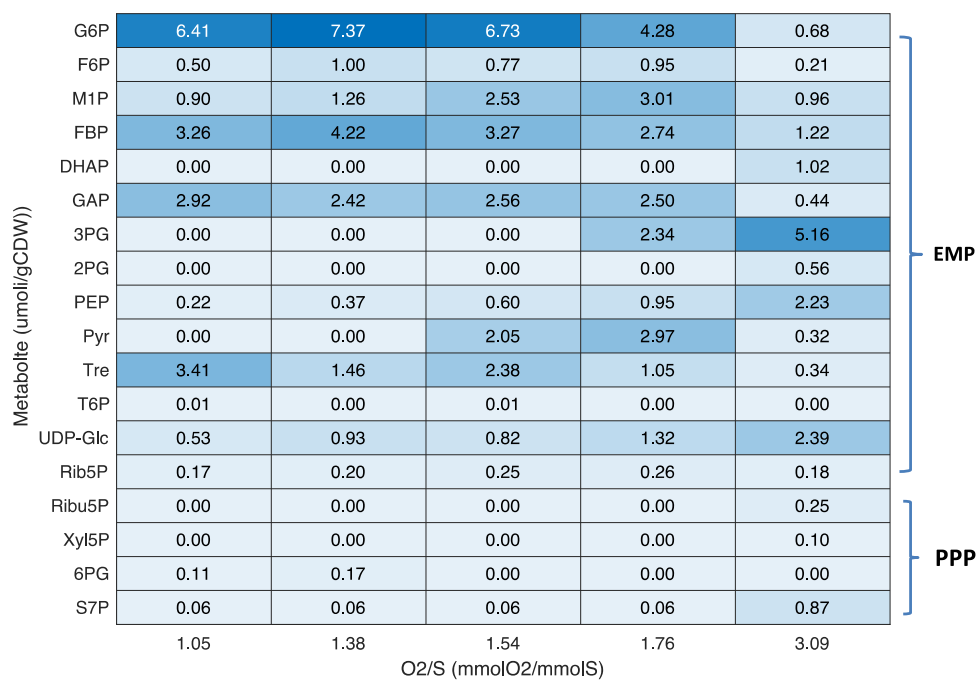 G6P 6.41 7.37 6.73 4.28 0.68
F6P 0.50 1.00 0.77 0.95 0.21
M1P 0.90 1.26 2.53 3.01 0.96
FBP 3.26 4.22 3.27 2.74 1.22
DHAP 0.00 0.00 0.00 0.00 1.02
GAP 2.92 2.42 2.56 2.50 0.44
3PG 0.00 0.00 0.00 2.34 5.16
2PG 0.00 0.00 0.00 0.00 0.56
PEP 0.22 0.37 0.60 0.95 2.23
Pyr 0.00 0.00 2.05 2.97 0.32
Tre 3.41 1.46 2.38 1.05 0.34
T6P 0.01 0.00 0.01 0.00 0.00
UDP-Glc 0.53 0.93 0.82 1.32 2.39
Rib5P 0.17 0.20 0.25 0.26 0.18
Ribu5P 0.00 0.00 0.00 0.00 0.25
Xyl5P 0.00 0.00 0.00 0.00 0.10
6PG 0.11 0.17 0.00 0.00 0.00
S7P 0.06 0.06 0.06 0.06 0.87
1.05 1.38 1.54 1.76 3.09
O2/S (mmolO2/mmolS)
Metabolte (umoli/gCDW))
EMP
PPP